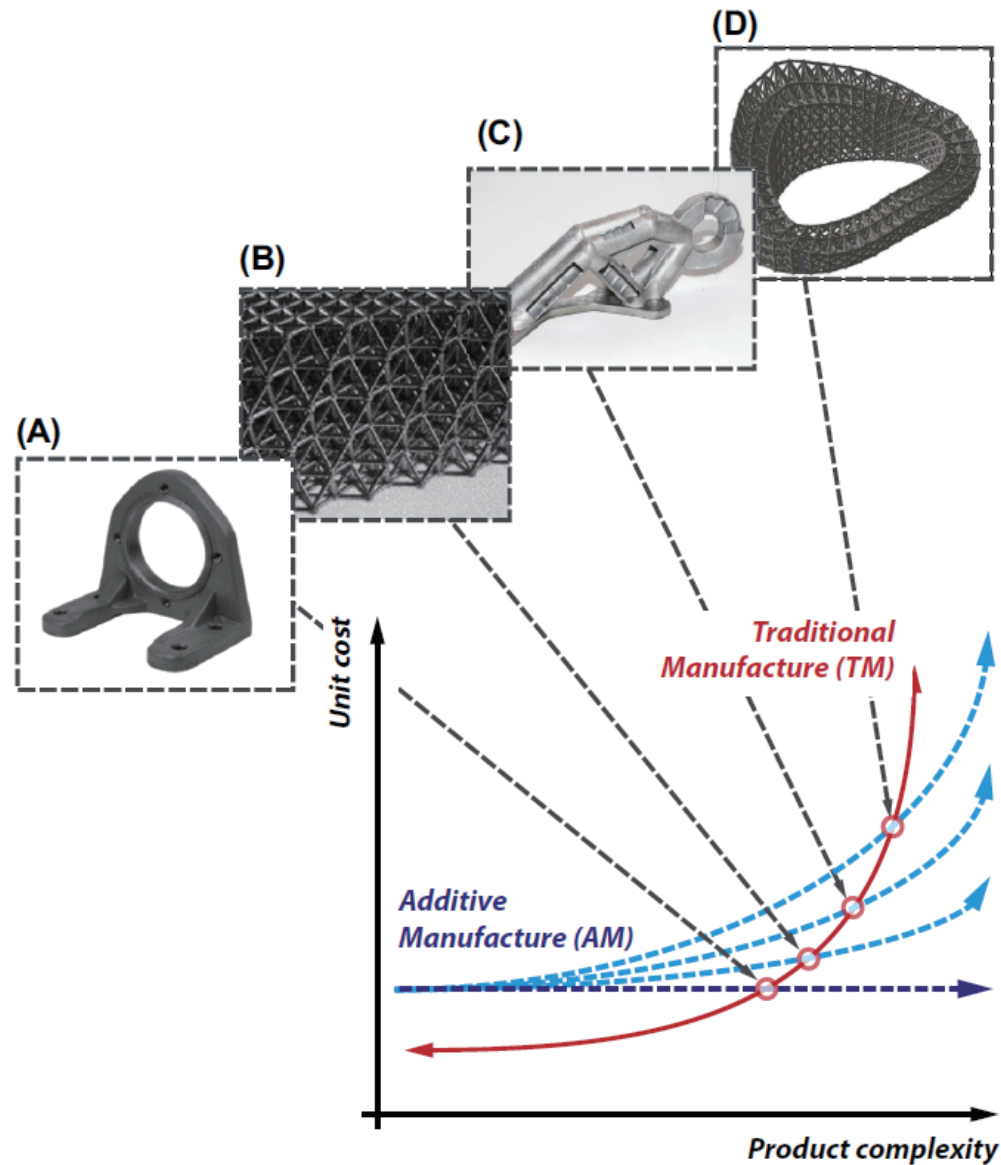 (D)
(C)
(B)
(A)
Unit cost
Traditional
Manufacture (TM)
Additive
Manufacture (AM)
Product complexity